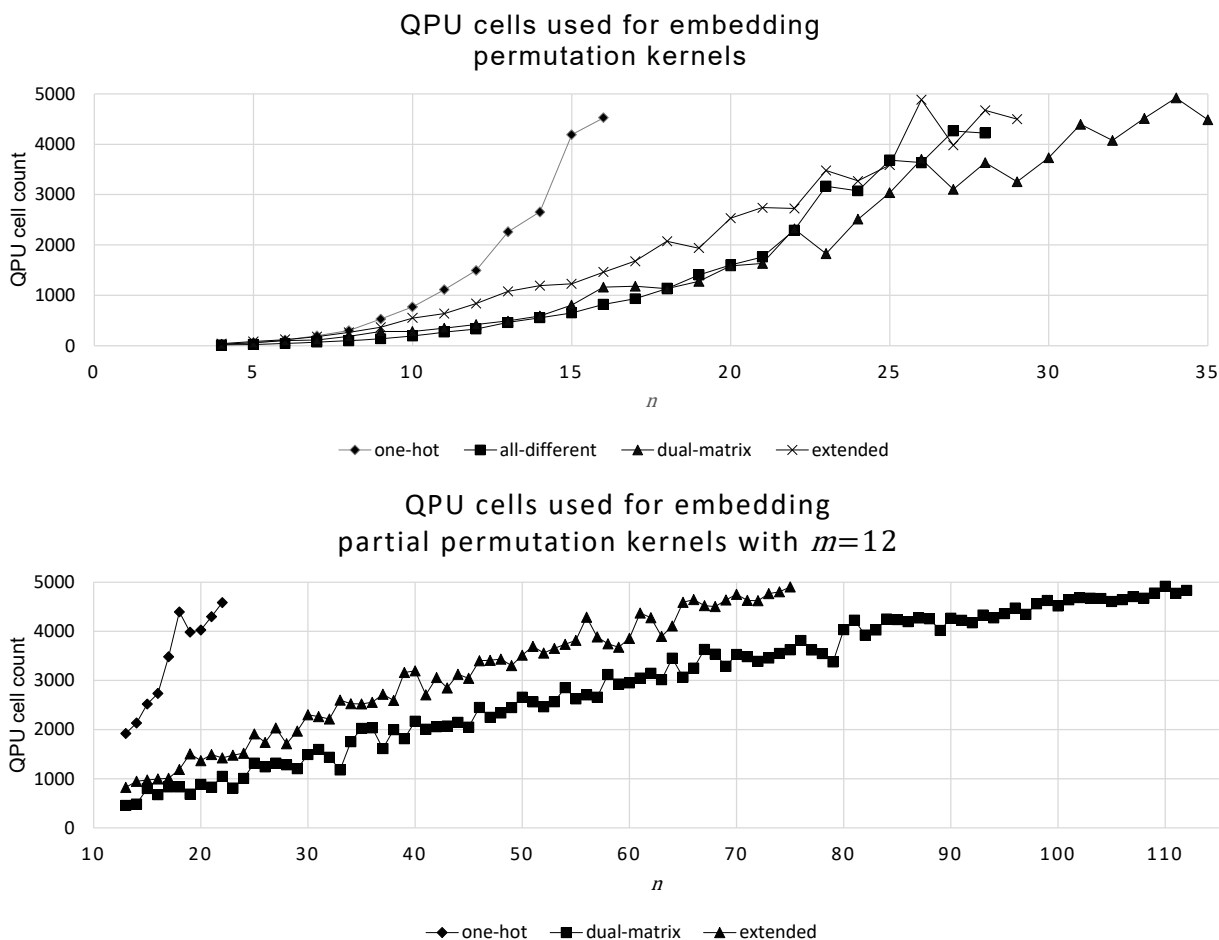 QPU cells used for embedding
permutation kernels
QPU cell count
5000
4000
3000
2000
1000
0
0 5 10 15 20 25 30 35
n
one-hot all-different dual-matrix extended
QPU cells used for embedding
partial permutation kernels with m=12
QPU cell count
5000
4000
3000
2000
1000
0
10 20 30 40 50 60 70 80 90 100 110
n
one-hot dual-matrix extended